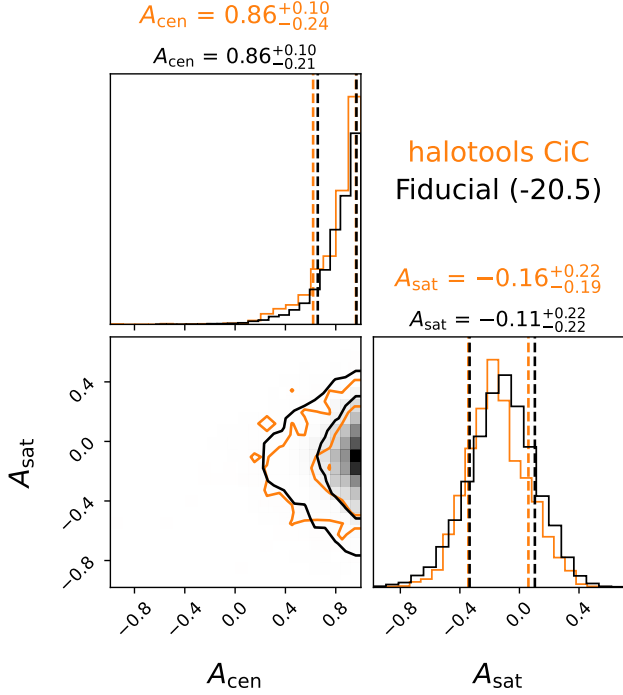 A_cen = 0.86^{+0.10}_{-0.24}
A_cen = 0.86^{+0.10}_{-0.21}
halotools CiC
Fiducial (-20.5)
A_sat = −0.16^{+0.22}_{-0.19}
A_sat = −0.11^{+0.22}_{-0.22}
A_sat
0.4
0.0
−0.4
−0.8
−0.8 −0.4 0.0 0.4 0.8
−0.8 −0.4 0.0 0.4
A_cen
A_sat